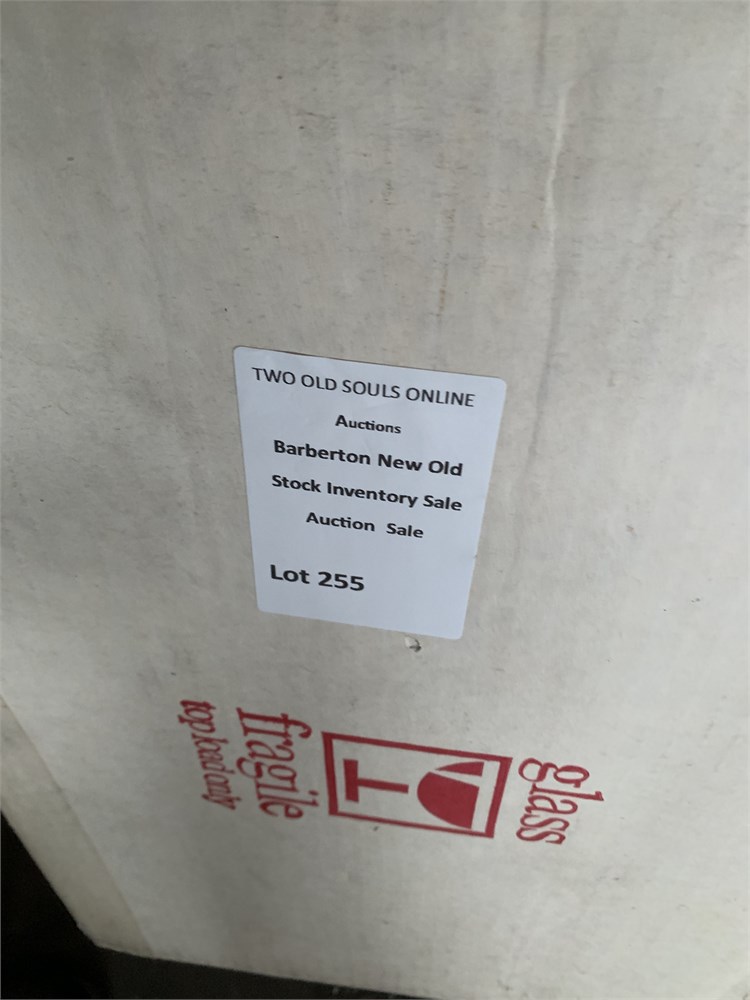 TWO OLD SOULS ONLINE
Auctions
Barberton New Old
Stock Inventory Sale
Auction Sale
Lot 255
glass
fragile
top load only